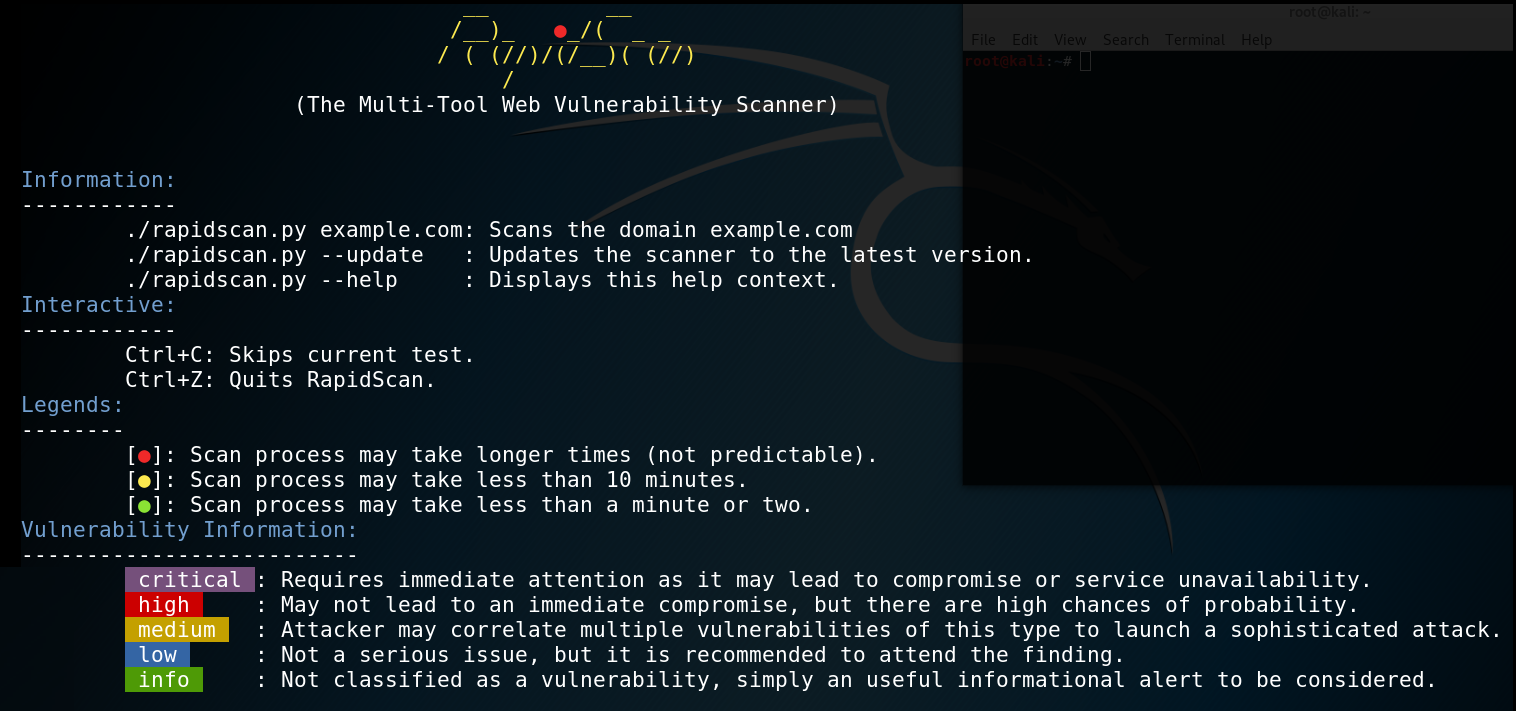 __         __
/__)_   ●_/(  _ _
/ ( (//)/(/__)( (//)
/
(The Multi-Tool Web Vulnerability Scanner)
root@kali: ~
File Edit View Search Terminal Help
root@kali:~#
Information:
------------
./rapidscan.py example.com: Scans the domain example.com
./rapidscan.py --update   : Updates the scanner to the latest version.
./rapidscan.py --help     : Displays this help context.
Interactive:
------------
Ctrl+C: Skips current test.
Ctrl+Z: Quits RapidScan.
Legends:
--------
[●]: Scan process may take longer times (not predictable).
[●]: Scan process may take less than 10 minutes.
[●]: Scan process may take less than a minute or two.
Vulnerability Information:
--------------------------
critical : Requires immediate attention as it may lead to compromise or service unavailability.
high     : May not lead to an immediate compromise, but there are high chances of probability.
medium   : Attacker may correlate multiple vulnerabilities of this type to launch a sophisticated attack.
low      : Not a serious issue, but it is recommended to attend the finding.
info     : Not classified as a vulnerability, simply an useful informational alert to be considered.